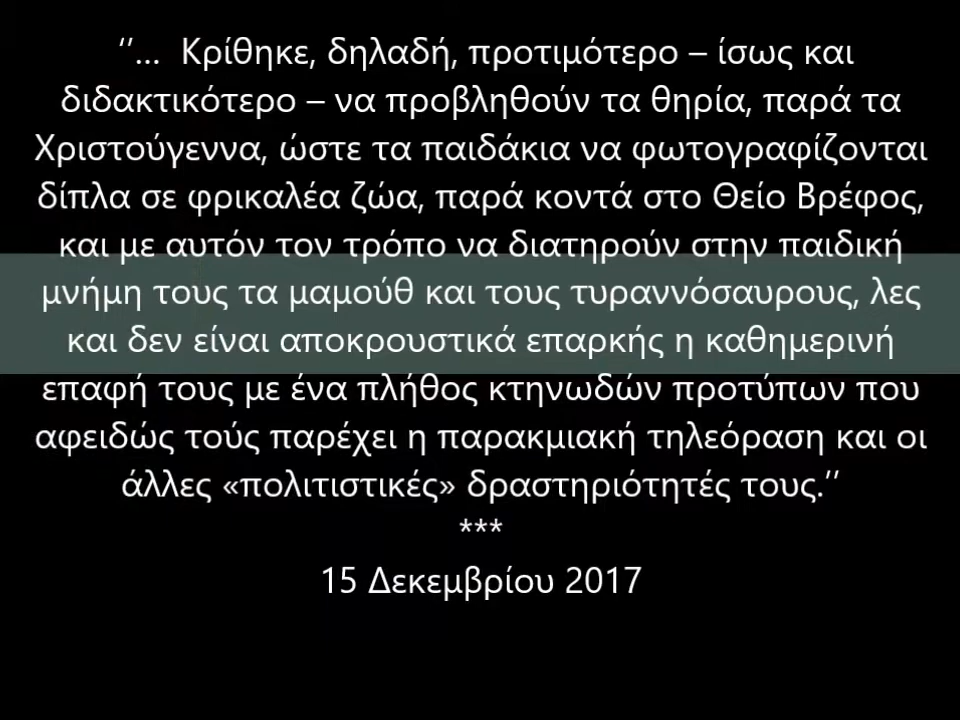 ‘’... Κρίθηκε, δηλαδή, προτιμότερο – ίσως και
διδακτικότερο – να προβληθούν τα θηρία, παρά τα
Χριστούγεννα, ώστε τα παιδάκια να φωτογραφίζονται
δίπλα σε φρικαλέα ζώα, παρά κοντά στο Θείο Βρέφος,
και με αυτόν τον τρόπο να διατηρούν στην παιδική
μνήμη τους τα μαμούθ και τους τυραννόσαυρους, λες
και δεν είναι αποκρουστικά επαρκής η καθημερινή
επαφή τους με ένα πλήθος κτηνωδών προτύπων που
αφειδώς τούς παρέχει η παρακμιακή τηλεόραση και οι
άλλες «πολιτιστικές» δραστηριότητές τους.’’
***
15 Δεκεμβρίου 2017